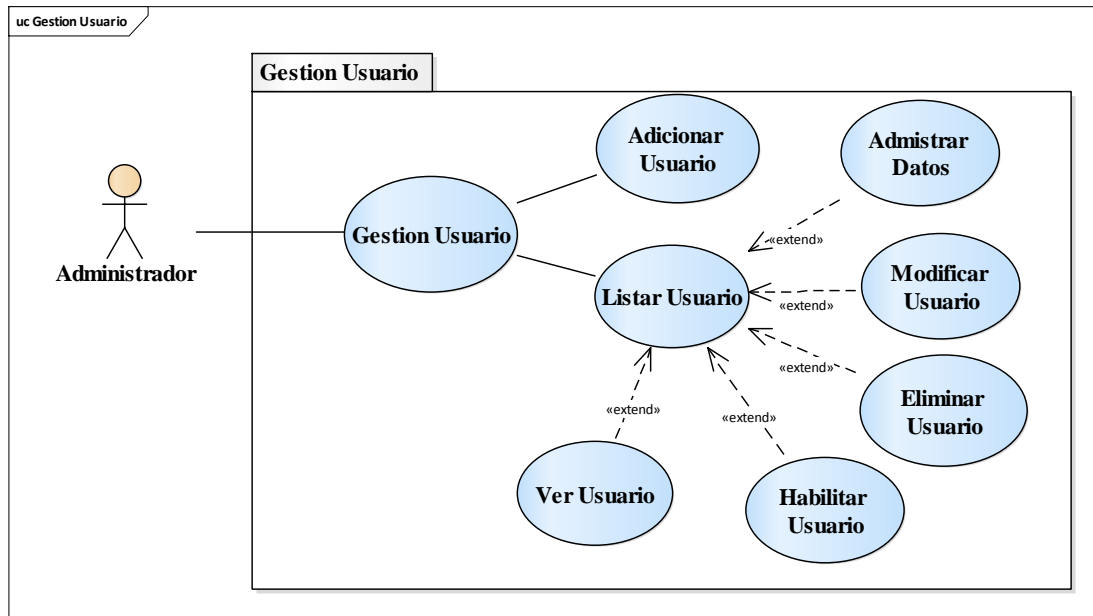 uc Gestion Usuario
Gestion Usuario
Adicionar
Usuario
Admistrar
Datos
Administrador
Gestion Usuario
Listar Usuario
«extend»
Modificar
Usuario
«extend»
«extend»
Eliminar
Usuario
«extend»
«extend»
Ver Usuario
Habilitar
Usuario